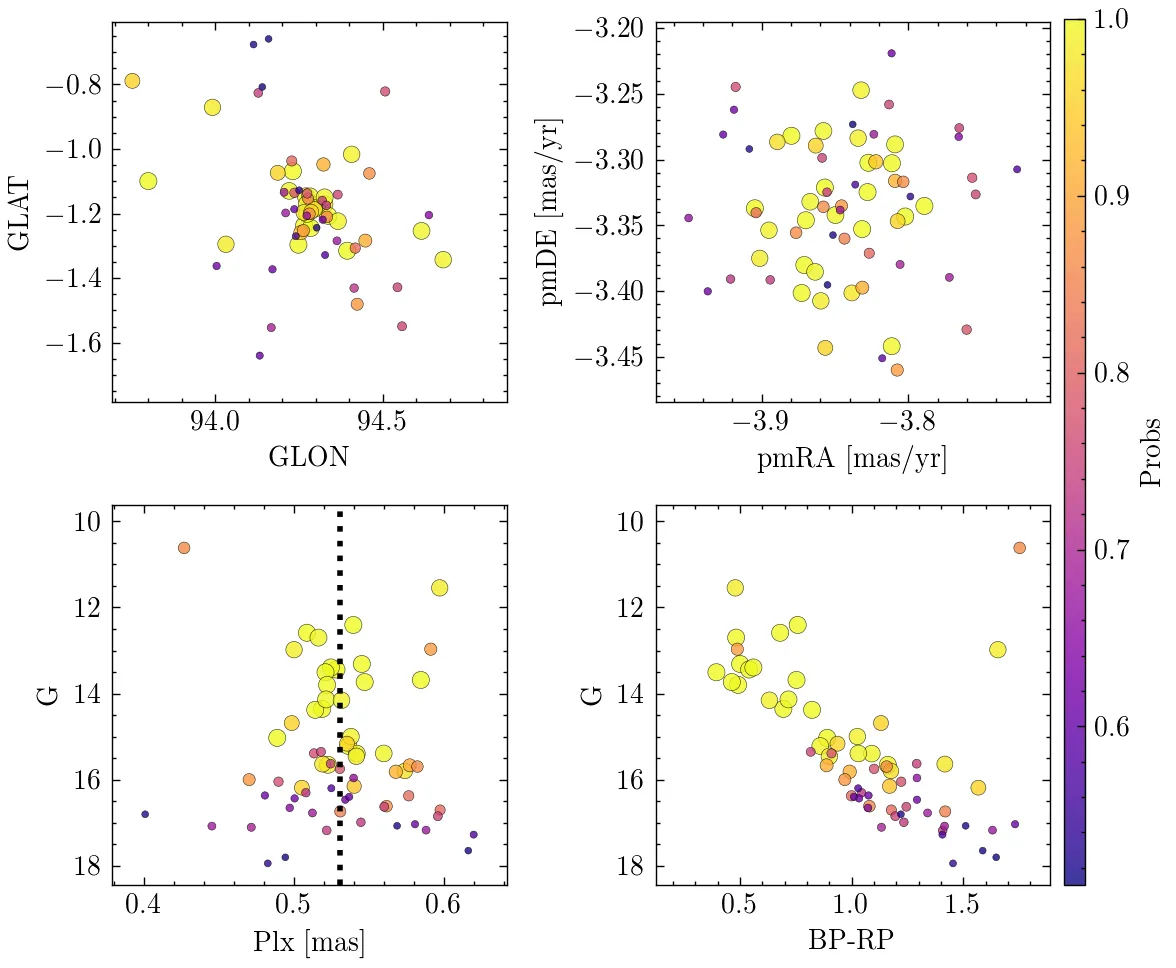 −0.8
−1.0
−1.2
−1.4
−1.6
GLAT
94.0 94.5
GLON
−3.20
−3.25
−3.30
−3.35
−3.40
−3.45
pmDE [mas/yr]
−3.9 −3.8
pmRA [mas/yr]
10
12
14
16
18
G
0.4 0.5 0.6
Plx [mas]
10
12
14
16
18
G
0.5 1.0 1.5
BP-RP
1.0
0.9
0.8
0.7
0.6
Probs